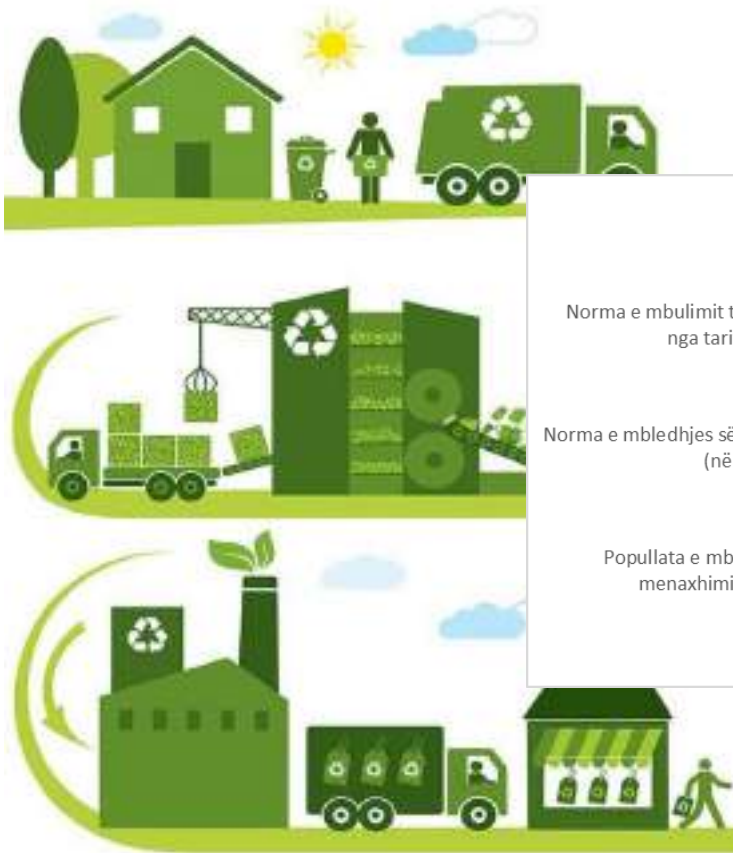 Norma e mbulimit t
nga tari
Norma e mbledhjes së
(në
Popullata e mb
menaxhimi